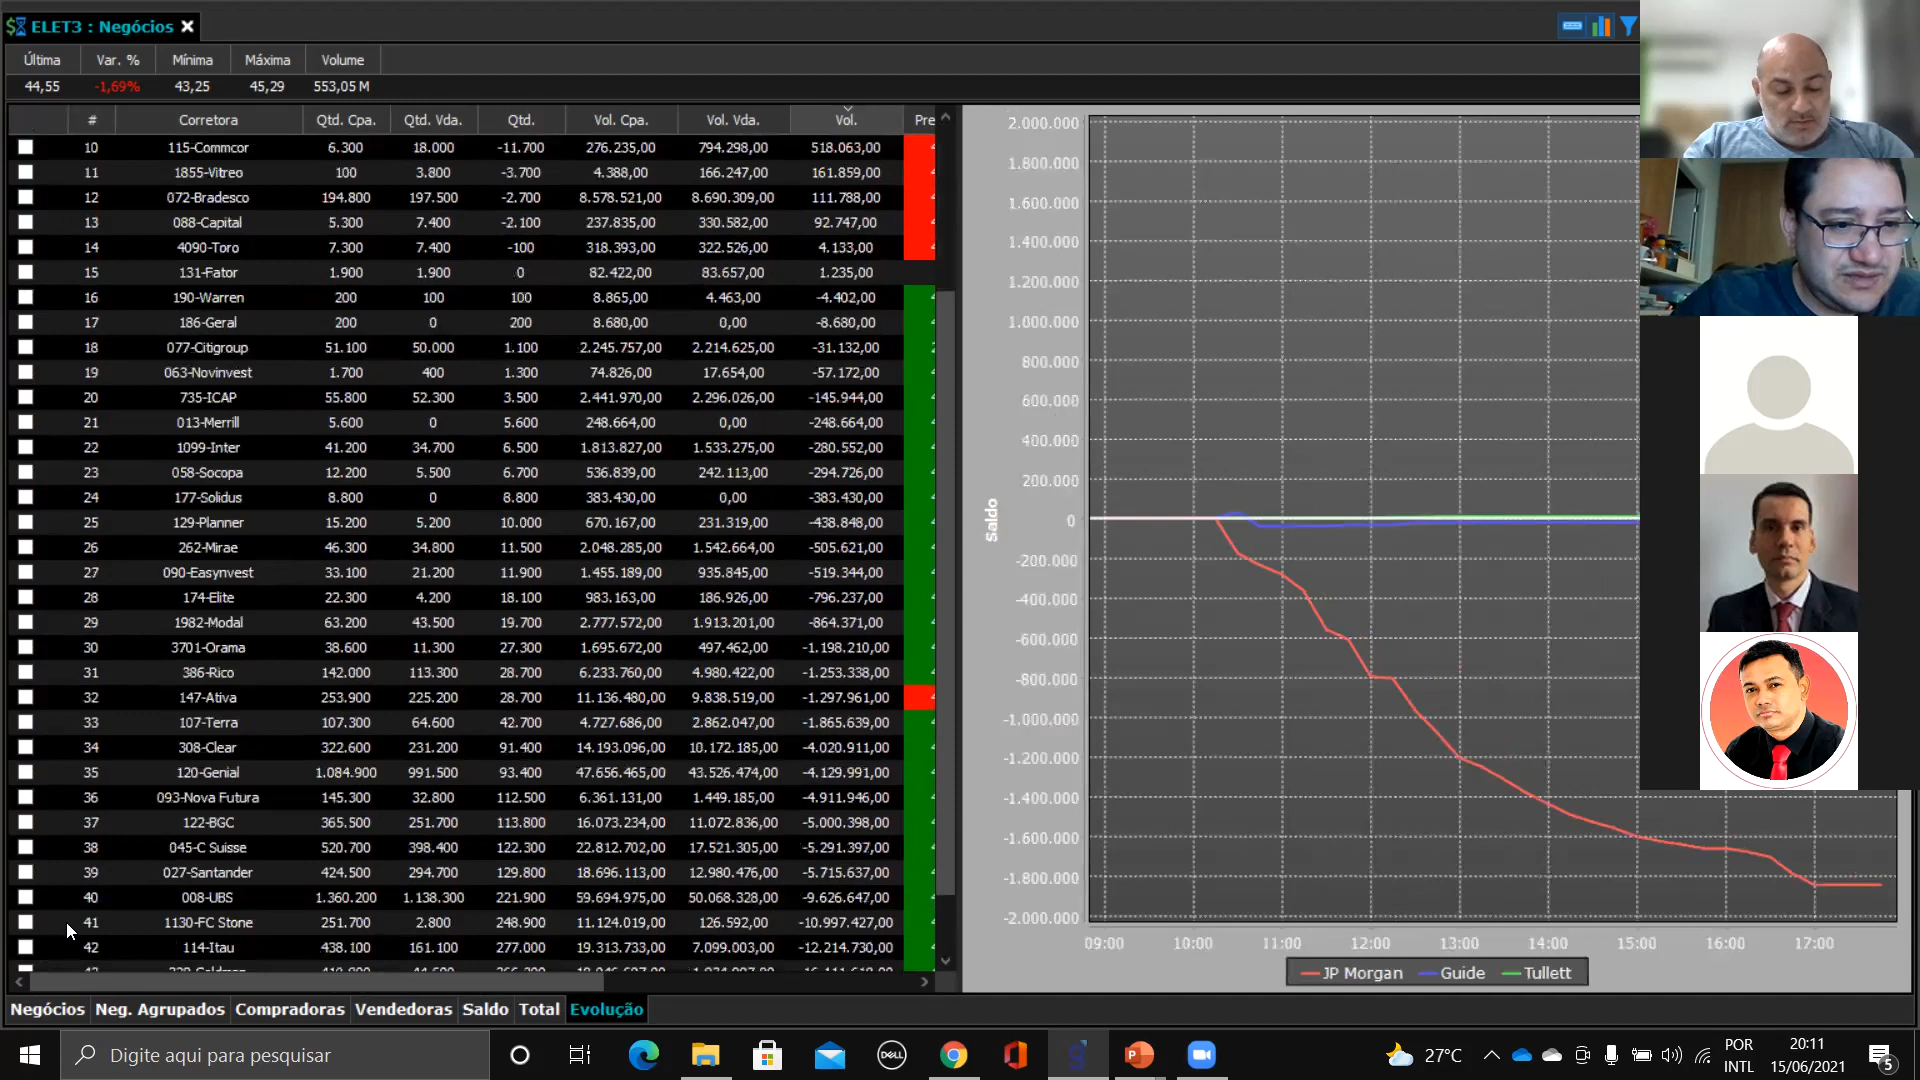 ELET3 : Negócios
Última Var. % Mínima Máxima Volume
44,55 -1,69% 43,25 45,29 553,05 M
# Corretora Qtd. Cpa. Qtd. Vda. Qtd. Vol. Cpa. Vol. Vda. Vol. Pre
10 115-Commcor 6.300 18.000 -11.700 276.235,00 794.298,00 518.063,00
11 1855-Vitreo 100 3.800 -3.700 4.388,00 166.247,00 161.859,00
12 072-Bradesco 194.800 197.500 -2.700 8.578.521,00 8.690.309,00 111.788,00
13 088-Capital 5.300 7.400 -2.100 237.835,00 330.582,00 92.747,00
14 4090-Toro 7.300 7.400 -100 318.393,00 322.526,00 4.133,00
15 131-Fator 1.900 1.900 0 82.422,00 83.657,00 1.235,00
16 190-Warren 200 100 100 8.865,00 4.463,00 -4.402,00
17 186-Geral 200 0 200 8.680,00 0,00 -8.680,00
18 077-Citigroup 51.100 50.000 1.100 2.245.757,00 2.214.625,00 -31.132,00
19 063-Novinvest 1.700 400 1.300 74.826,00 17.654,00 -57.172,00
20 735-ICAP 55.800 52.300 3.500 2.441.970,00 2.296.026,00 -145.944,00
21 013-Merrill 5.600 0 5.600 248.664,00 0,00 -248.664,00
22 1099-Inter 41.200 34.700 6.500 1.813.827,00 1.533.275,00 -280.552,00
23 058-Socopa 12.200 5.500 6.700 536.839,00 242.113,00 -294.726,00
24 177-Solidus 8.800 0 8.800 383.430,00 0,00 -383.430,00
25 129-Planner 15.200 5.200 10.000 670.167,00 231.319,00 -438.848,00
26 262-Mirae 46.300 34.800 11.500 2.048.285,00 1.542.664,00 -505.621,00
27 090-Easynvest 33.100 21.200 11.900 1.455.189,00 935.845,00 -519.344,00
28 174-Elite 22.300 4.200 18.100 983.163,00 186.926,00 -796.237,00
29 1982-Modal 63.200 43.500 19.700 2.777.572,00 1.913.201,00 -864.371,00
30 3701-Orama 38.600 11.300 27.300 1.695.672,00 497.462,00 -1.198.210,00
31 386-Rico 142.000 113.300 28.700 6.233.760,00 4.980.422,00 -1.253.338,00
32 147-Ativa 253.900 225.200 28.700 11.136.480,00 9.838.519,00 -1.297.961,00
33 107-Terra 107.300 64.600 42.700 4.727.686,00 2.862.047,00 -1.865.639,00
34 308-Clear 322.600 231.200 91.400 14.193.096,00 10.172.185,00 -4.020.911,00
35 120-Genial 1.084.900 991.500 93.400 47.656.465,00 43.526.474,00 -4.129.991,00
36 093-Nova Futura 145.300 32.800 112.500 6.361.131,00 1.449.185,00 -4.911.946,00
37 122-BGC 365.500 251.700 113.800 16.073.234,00 11.072.836,00 -5.000.398,00
38 045-C Suisse 520.700 398.400 122.300 22.812.702,00 17.521.305,00 -5.291.397,00
39 027-Santander 424.500 294.700 129.800 18.696.113,00 12.980.476,00 -5.715.637,00
40 008-UBS 1.360.200 1.138.300 221.900 59.694.975,00 50.068.328,00 -9.626.647,00
41 1130-FC Stone 251.700 2.800 248.900 11.124.019,00 126.592,00 -10.997.427,00
42 114-Itau 438.100 161.100 277.000 19.313.733,00 7.099.003,00 -12.214.730,00
Negócios Neg. Agrupados Compradoras Vendedoras Saldo Total Evolução
2.000.000
1.800.000
1.600.000
1.400.000
1.200.000
1.000.000
800.000
600.000
400.000
200.000
0
-200.000
-400.000
-600.000
-800.000
-1.000.000
-1.200.000
-1.400.000
-1.600.000
-1.800.000
-2.000.000
Saldo
09:00 10:00 11:00 12:00 13:00 14:00 15:00 16:00 17:00
JP Morgan Guide Tullett
Digite aqui para pesquisar
DELL
27°C
POR
INTL
20:11
15/06/2021
5